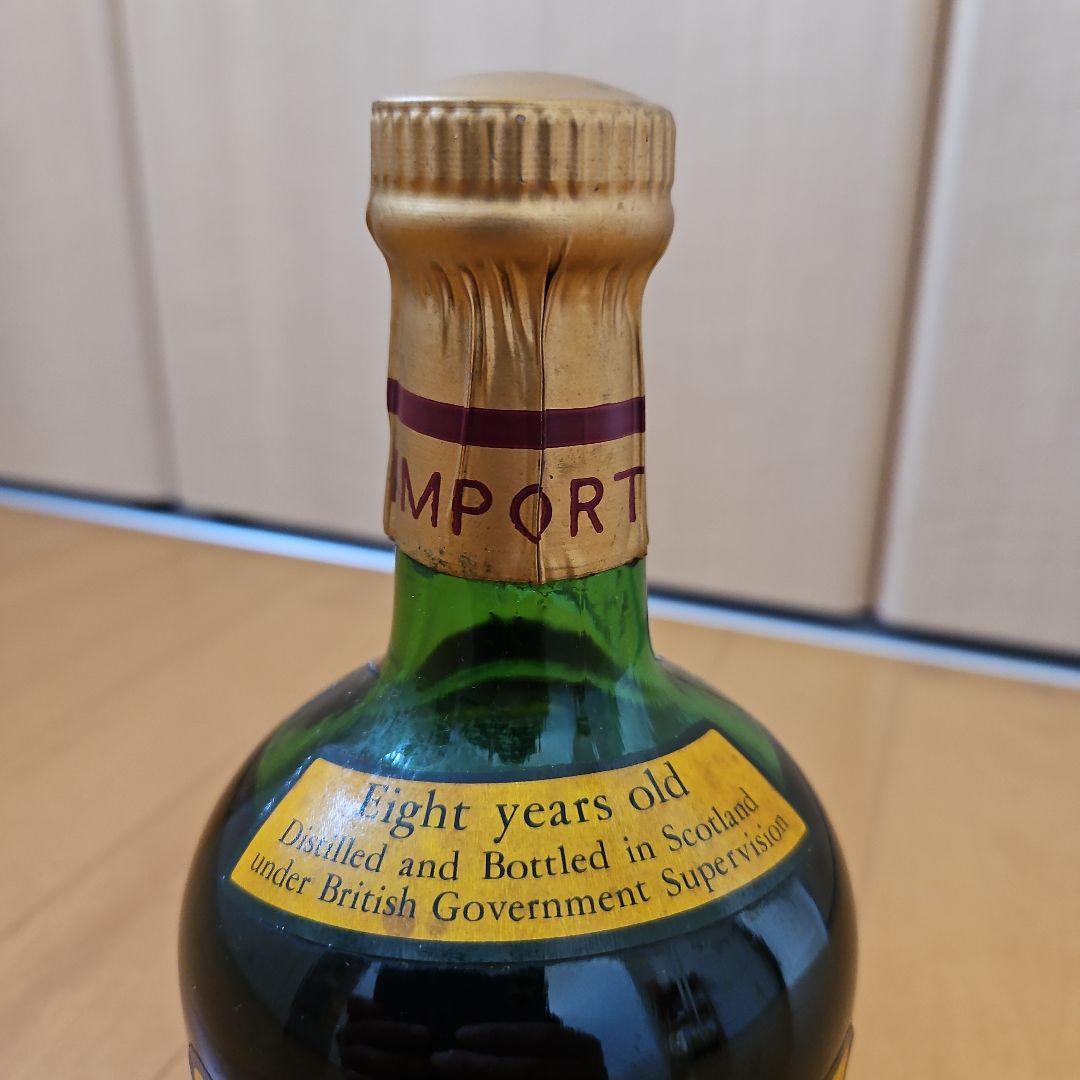 IMPORT
Eight years old
Distilled and Bottled in Scotland
under British Government Supervision